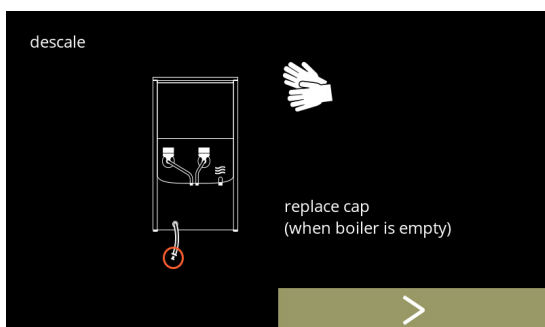 descale
replace cap
(when boiler is empty)